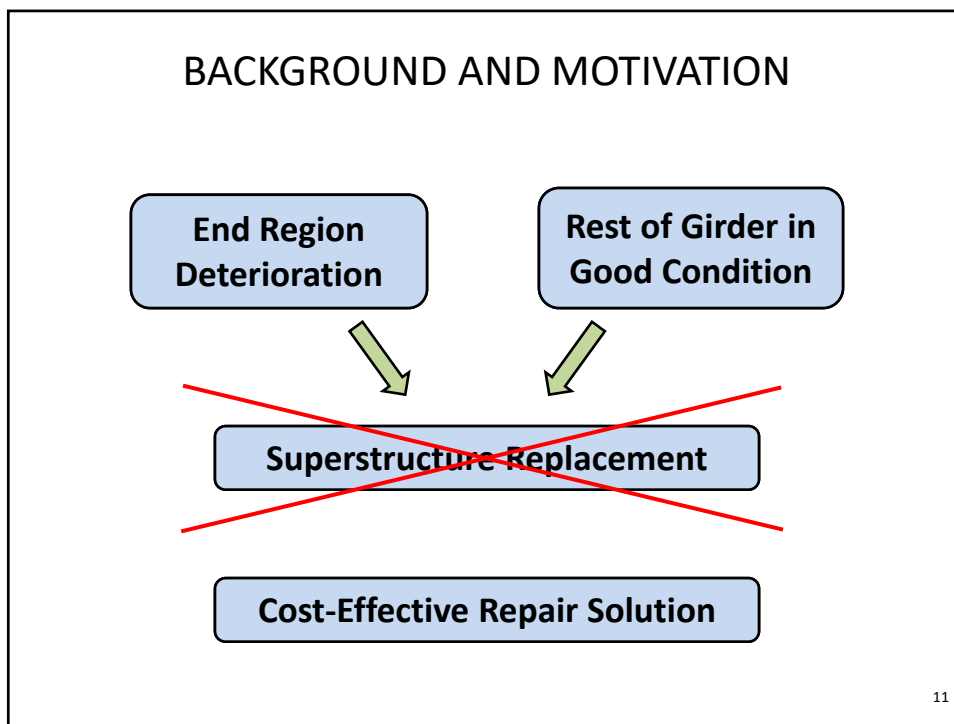 BACKGROUND AND MOTIVATION
End Region
Deterioration
Rest of Girder in
Good Condition
Superstructure Replacement
Cost-Effective Repair Solution
11